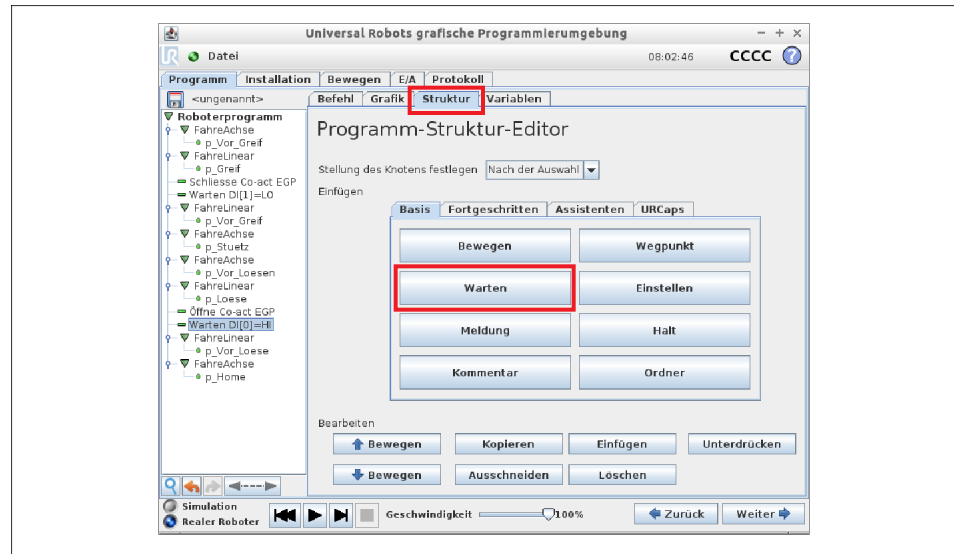 Universal Robots grafische Programmierumgebung
Datei
08:02:46
CCCC
?
Programm Installation Bewegen E/A Protokoll
<ungenannt>
Befehl Grafik Struktur Variablen
Roboterprogramm
FahreAchse
p_Vor_Greif
FahreLinear
p_Greif
Schliesse Co-act EGP
Warten DI[1]=LO
FahreLinear
p_Vor_Greif
FahreAchse
p_Stuetz
FahreAchse
p_Vor_Loesen
FahreLinear
p_Loese
Öffne Co-act EGP
Warten DI[0]=HI
FahreLinear
p_Vor_Loese
FahreAchse
p_Home
Programm-Struktur-Editor
Stellung des Knotens festlegen Nach der Auswahl
Einfügen
Basis Fortgeschritten Assistenten URCaps
Bewegen Wegpunkt
Warten Einstellen
Meldung Halt
Kommentar Ordner
Bearbeiten
Bewegen Kopieren Einfügen Unterdrücken
Bewegen Ausschneiden Löschen
Simulation
Realer Roboter
Geschwindigkeit 100%
Zurück Weiter